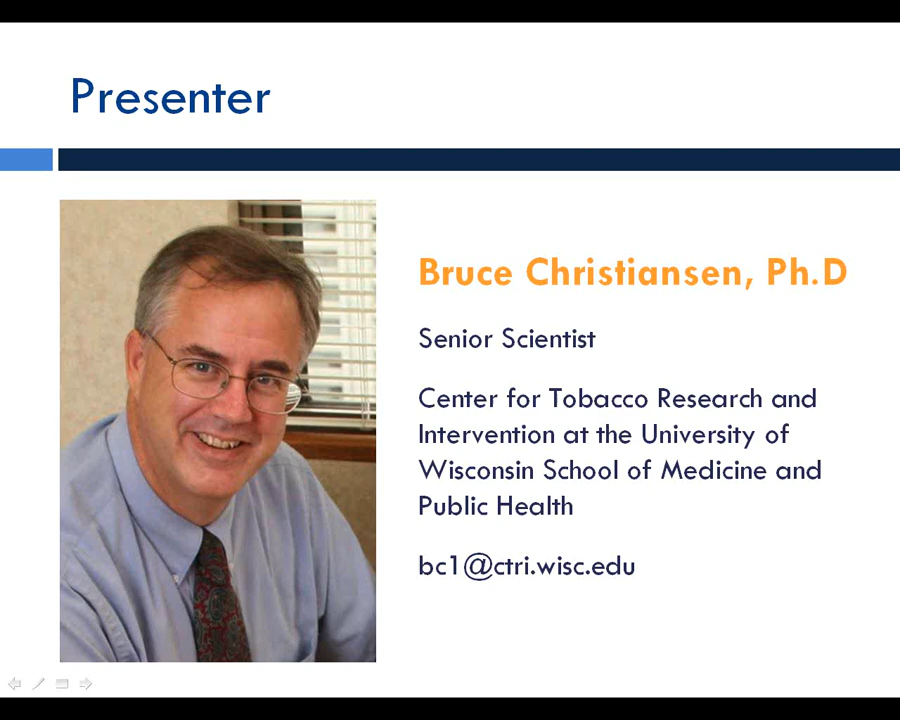 Presenter
Bruce Christiansen, Ph.D
Senior Scientist
Center for Tobacco Research and
Intervention at the University of
Wisconsin School of Medicine and
Public Health
bc1@ctri.wisc.edu